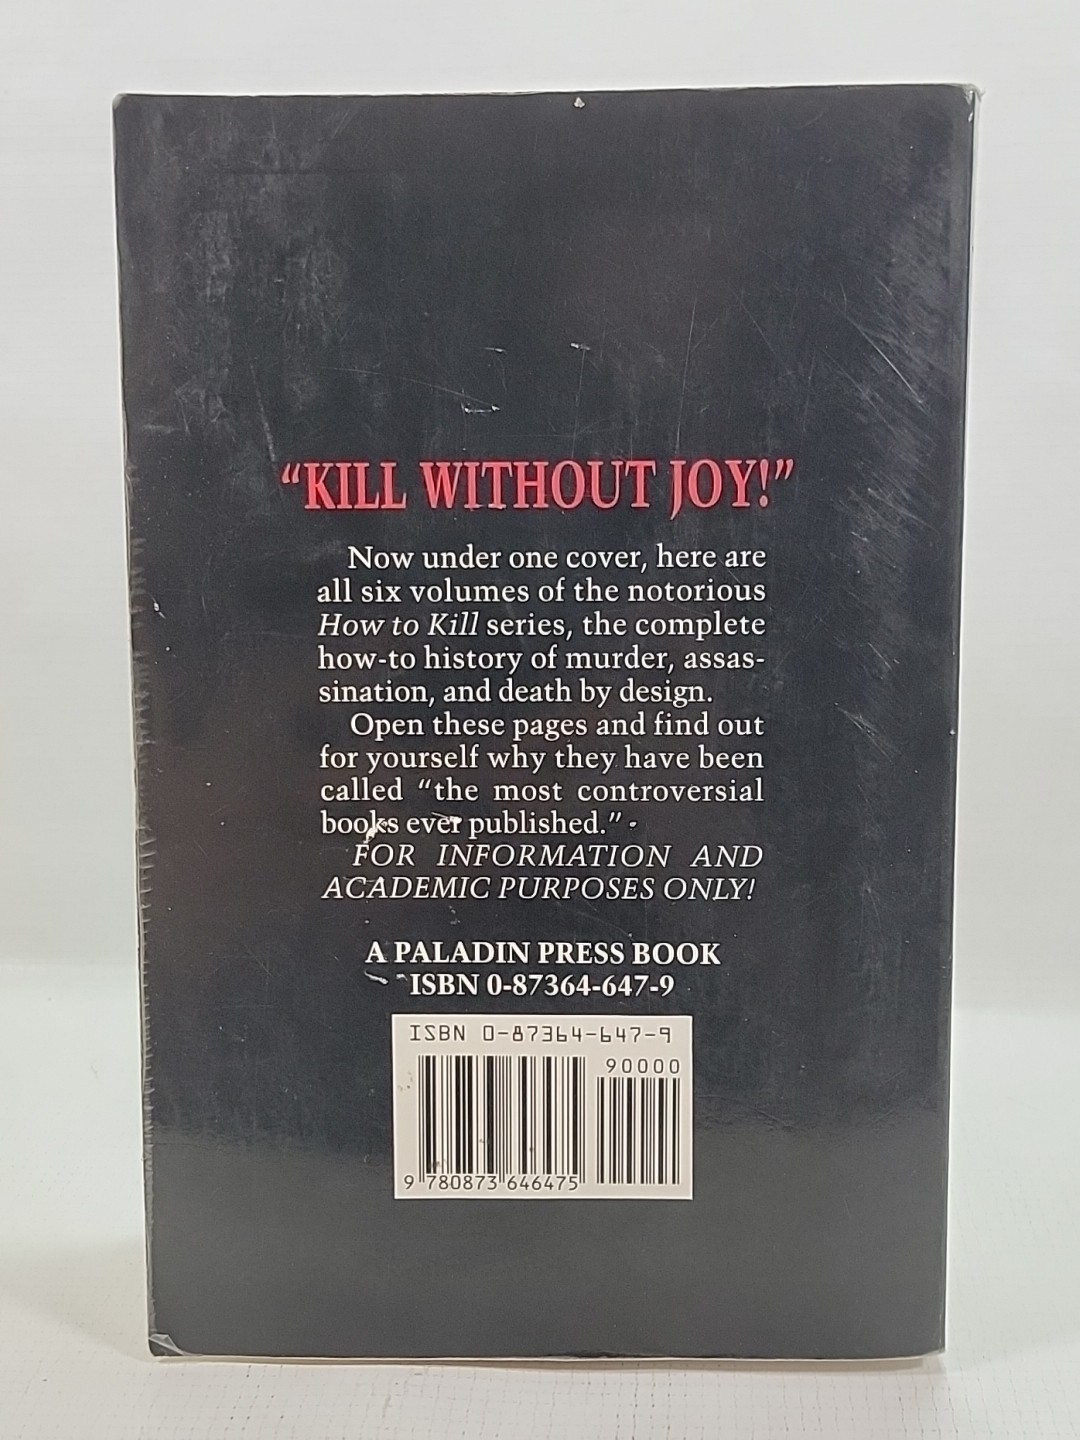 “KILL WITHOUT JOY!”
Now under one cover, here are
all six volumes of the notorious
How to Kill series, the complete
how-to history of murder, assas-
sination, and death by design.
Open these pages and find out
for yourself why they have been
called “the most controversial
books ever published.”
FOR INFORMATION AND
ACADEMIC PURPOSES ONLY!
A PALADIN PRESS BOOK
ISBN 0-87364-647-9
ISBN 0-87364-647-9
90000
9 780873 646475